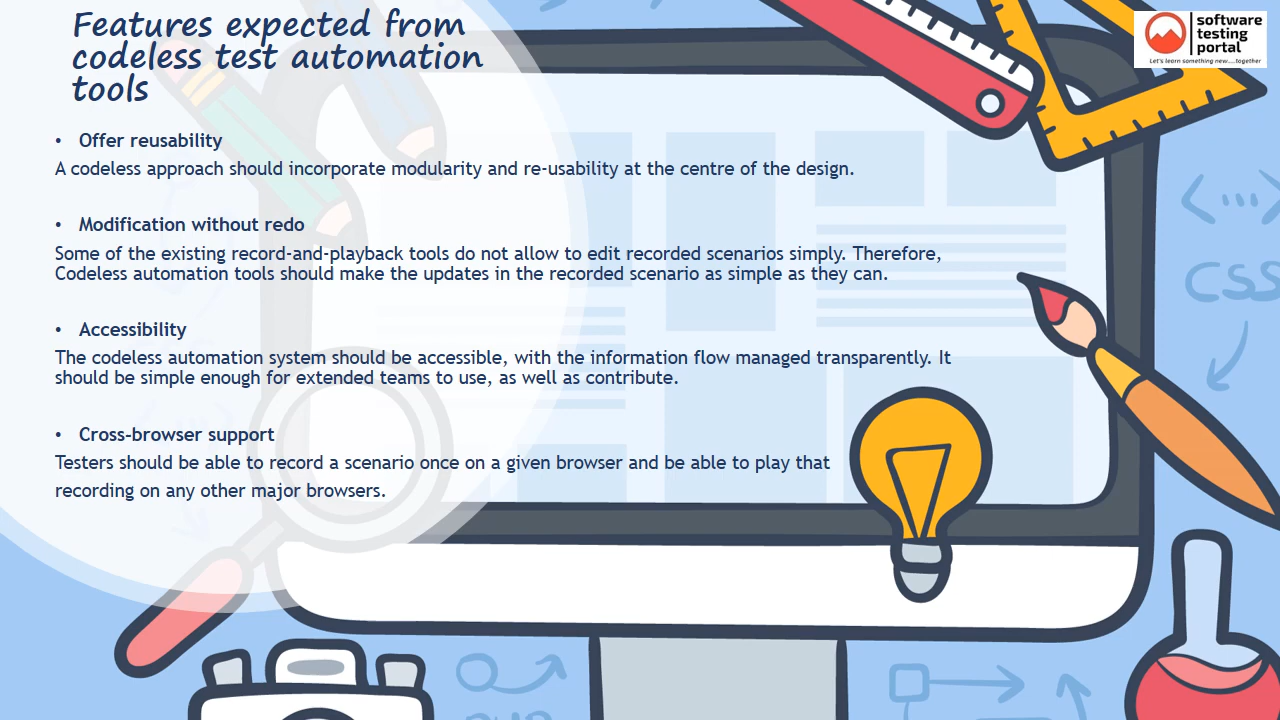 Features expected from
codeless test automation
tools
software
testing
portal
Let's learn something new....together
• Offer reusability
A codeless approach should incorporate modularity and re-usability at the centre of the design.
• Modification without redo
Some of the existing record-and-playback tools do not allow to edit recorded scenarios simply. Therefore,
Codeless automation tools should make the updates in the recorded scenario as simple as they can.
• Accessibility
The codeless automation system should be accessible, with the information flow managed transparently. It
should be simple enough for extended teams to use, as well as contribute.
• Cross-browser support
Testers should be able to record a scenario once on a given browser and be able to play that
recording on any other major browsers.
<...>
CSS
PHP